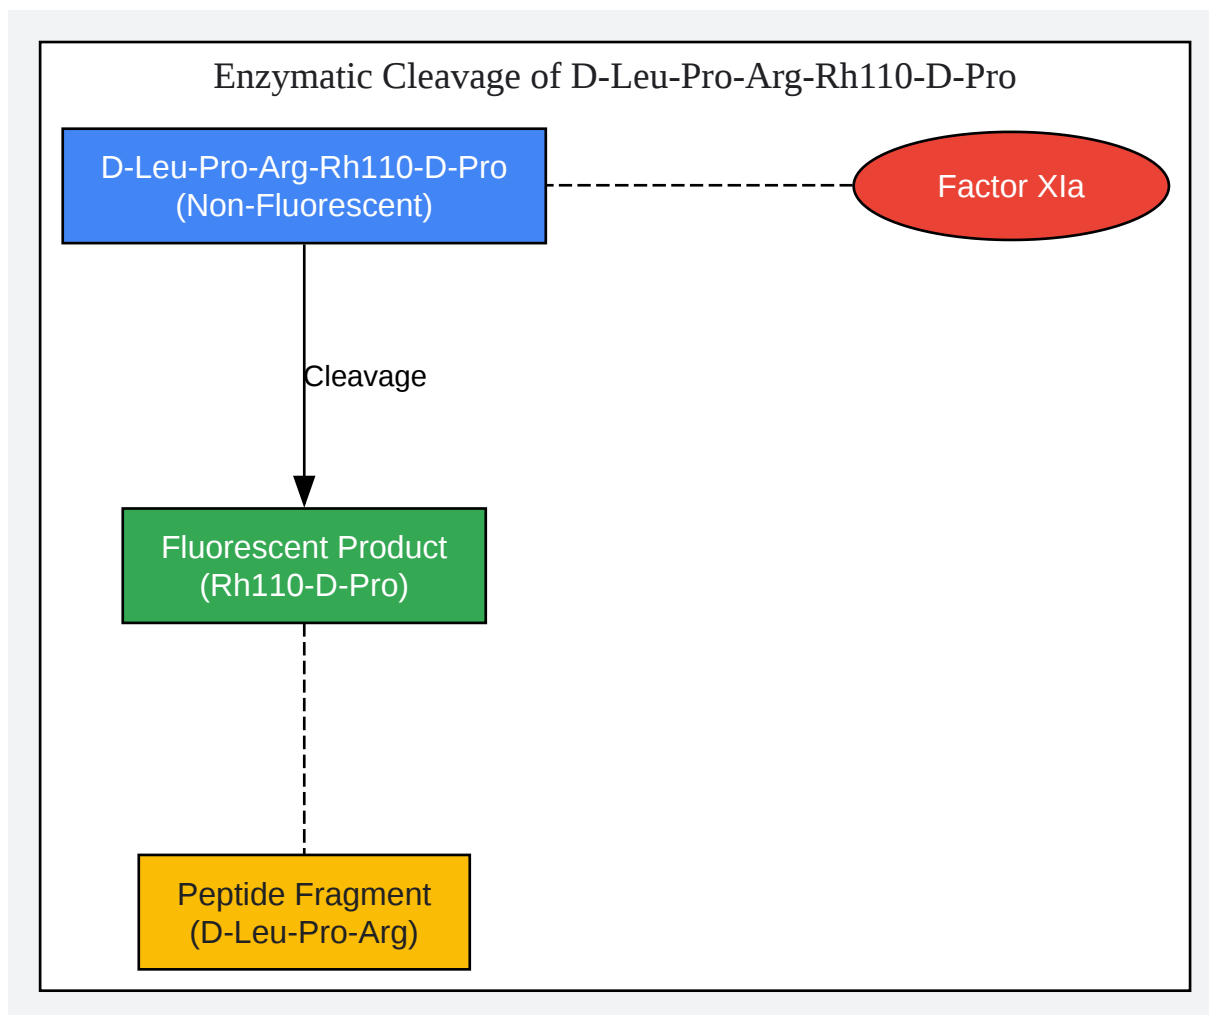 Enzymatic Cleavage of D-Leu-Pro-Arg-Rh110-D-Pro
D-Leu-Pro-Arg-Rh110-D-Pro
(Non-Fluorescent)
Factor XIa
Cleavage
Fluorescent Product
(Rh110-D-Pro)
Peptide Fragment
(D-Leu-Pro-Arg)